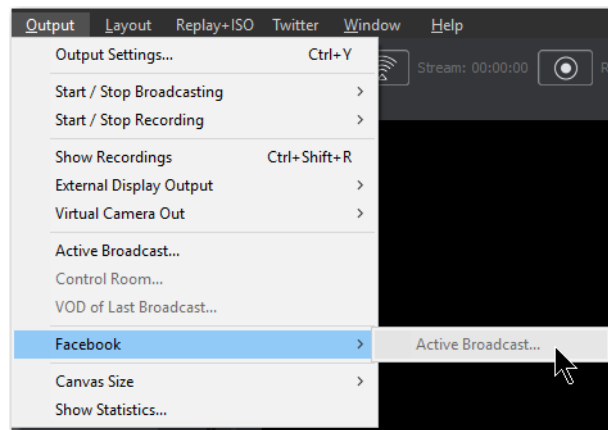 Output Layout Replay+ISO Twitter Window Help
Output Settings... Ctrl+Y
Stream: 00:00:00 R
Start / Stop Broadcasting
Start / Stop Recording
Show Recordings Ctrl+Shift+R
External Display Output
Virtual Camera Out
Active Broadcast...
Control Room...
VOD of Last Broadcast...
Facebook Active Broadcast...
Canvas Size
Show Statistics...